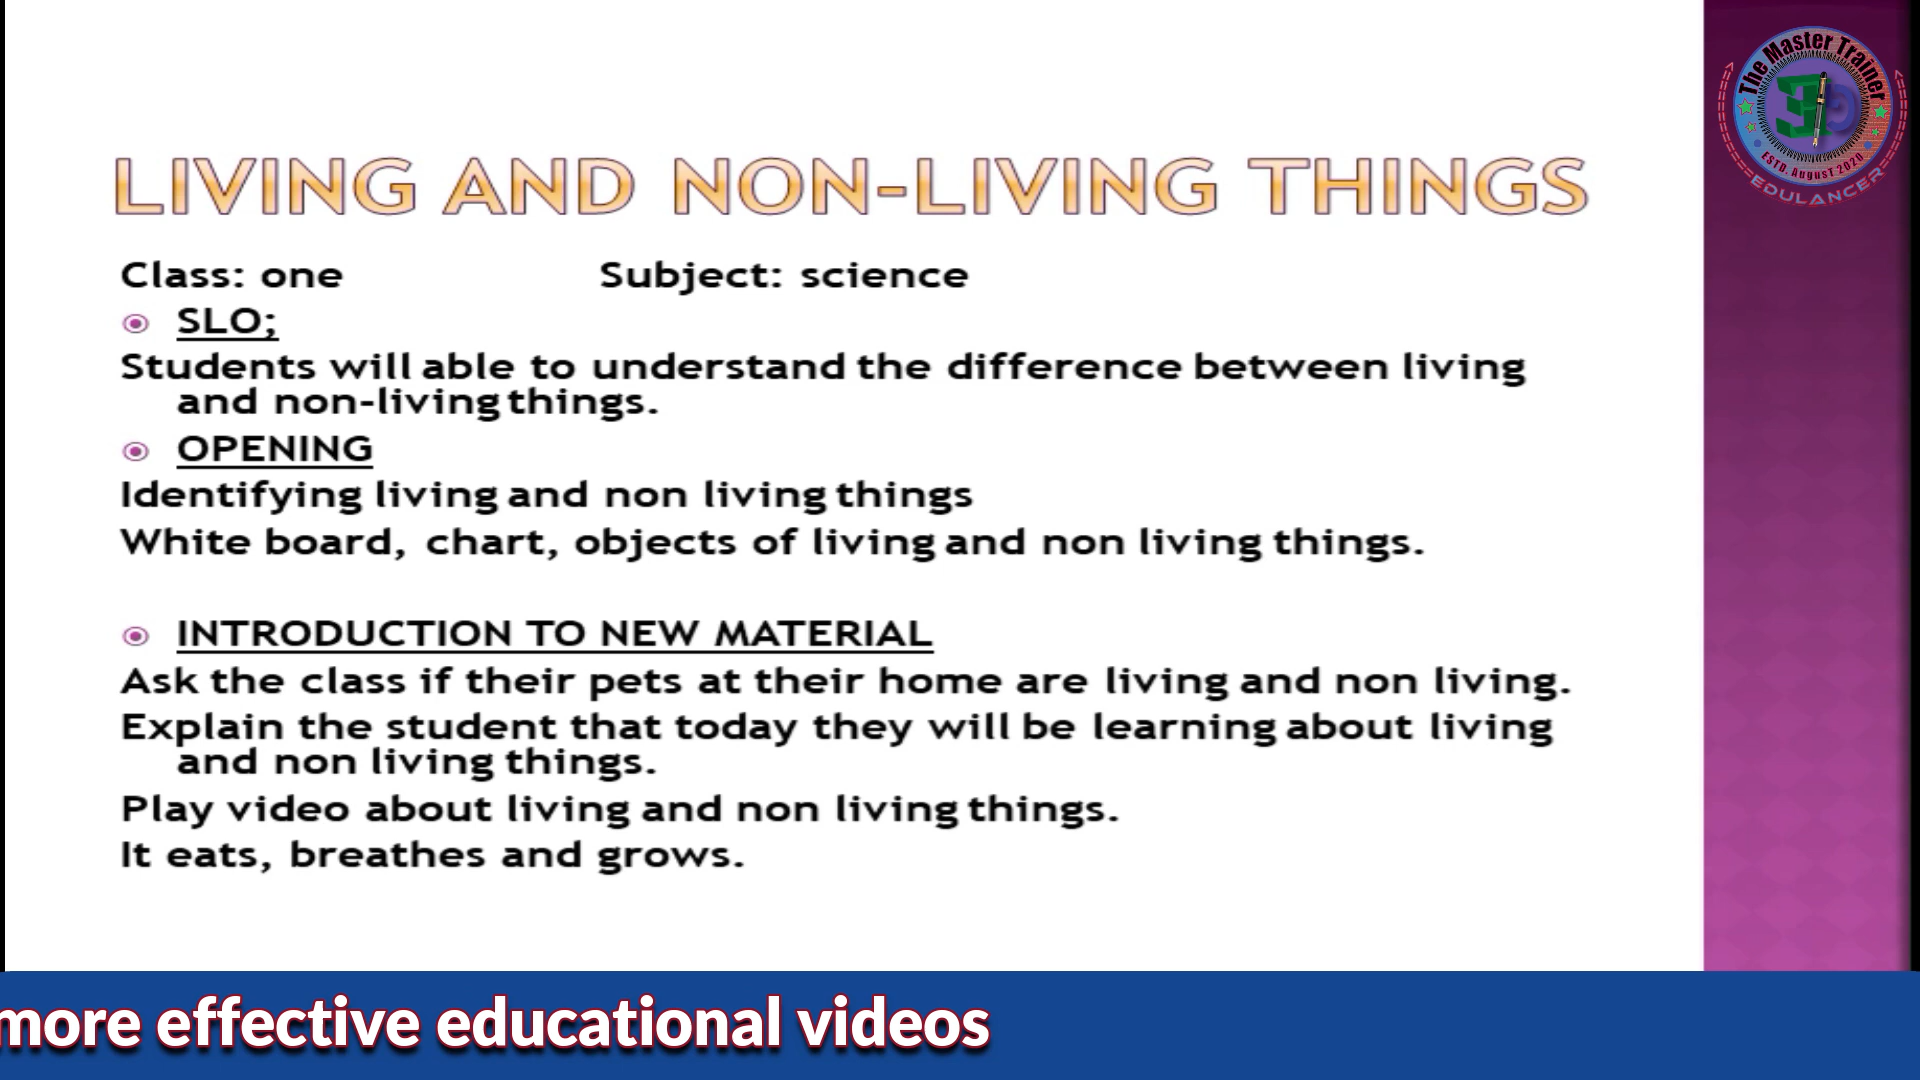 The Master Trainer
ESTD. August 2020
EDULANCER
LIVING AND NON-LIVING THINGS
Class: one Subject: science
SLO;
Students will able to understand the difference between living
and non-living things.
OPENING
Identifying living and non living things
White board, chart, objects of living and non living things.
INTRODUCTION TO NEW MATERIAL
Ask the class if their pets at their home are living and non living.
Explain the student that today they will be learning about living
and non living things.
Play video about living and non living things.
It eats, breathes and grows.
more effective educational videos